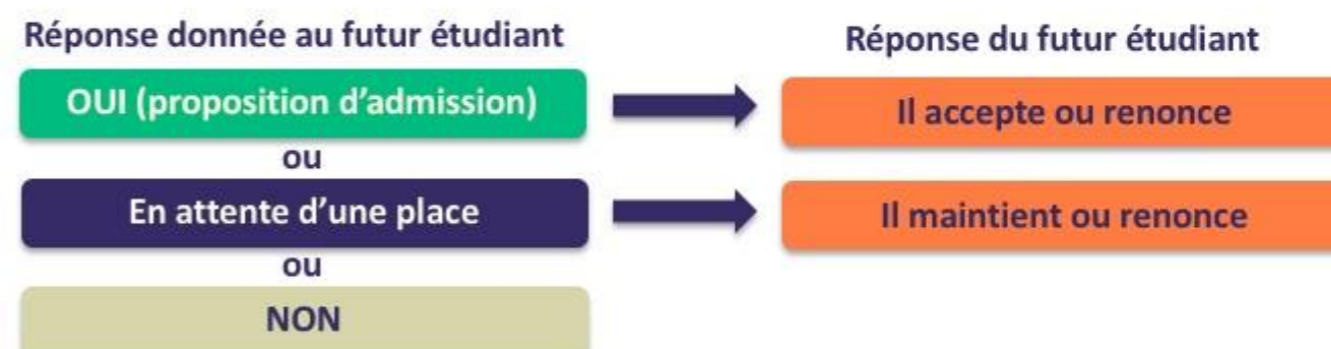 Réponse donnée au futur étudiant
Réponse du futur étudiant
OUI (proposition d'admission)
Il accepte ou renonce
ou
En attente d'une place
Il maintient ou renonce
ou
NON